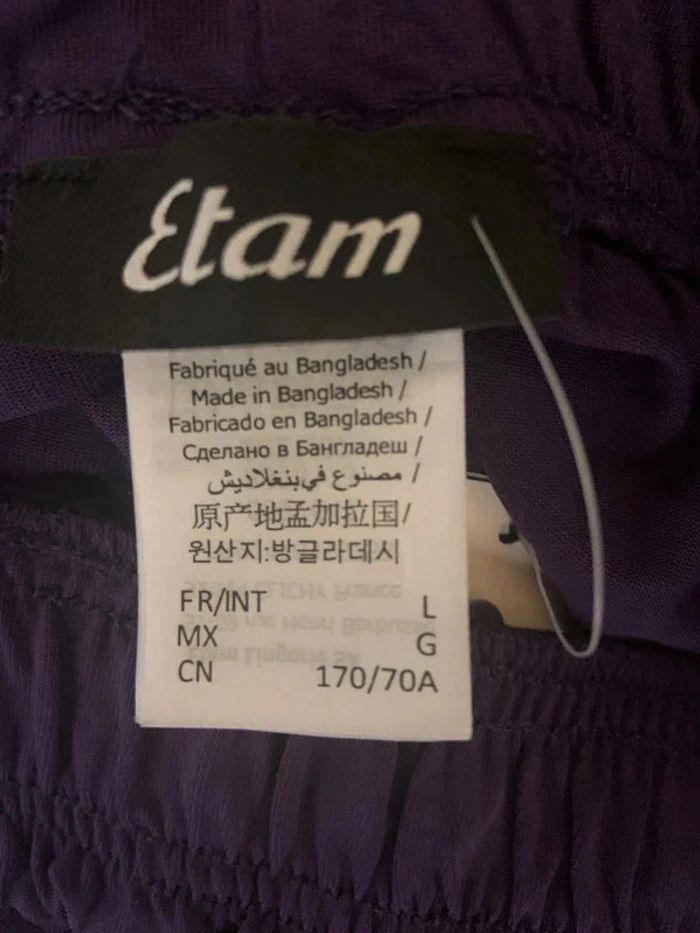 Etam
Fabriqué au Bangladesh /
Made in Bangladesh /
Fabricado en Bangladesh /
Сделано в Бангладеш /
مصنوع في بنغلاديش /
原产地孟加拉国/
원산지:방글라데시
FR/INT L
MX G
CN 170/70A